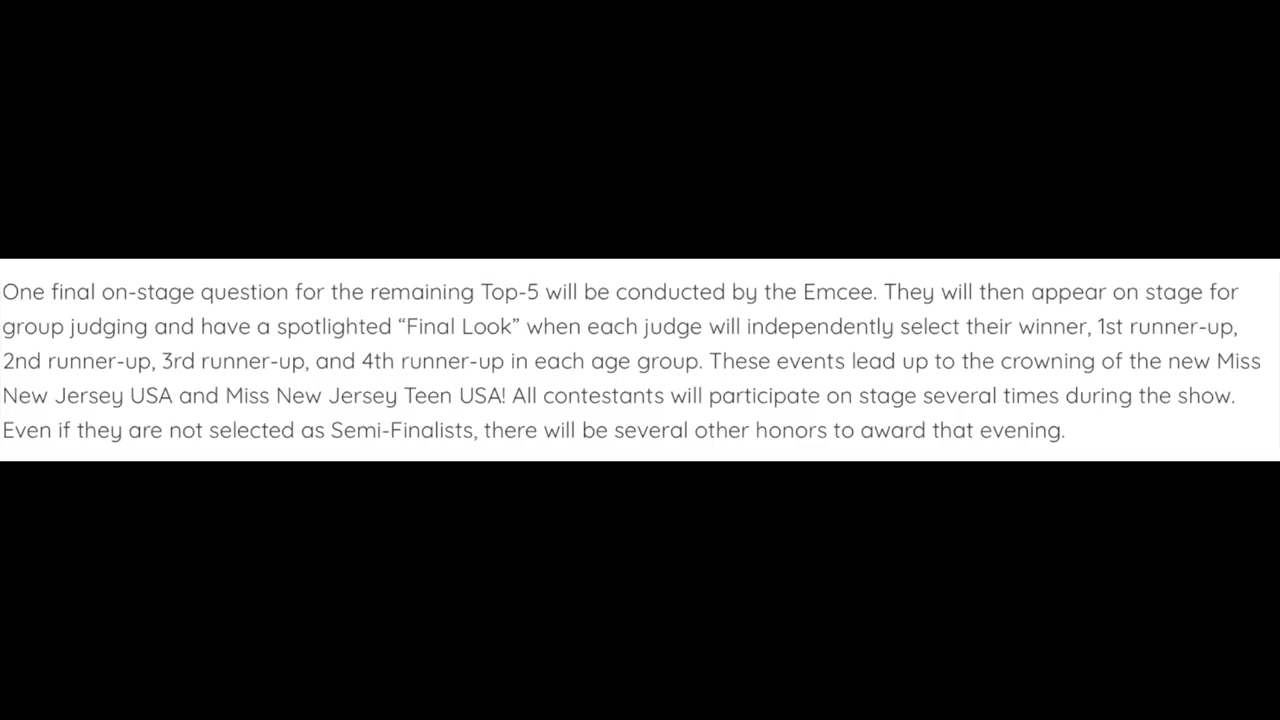 One final on-stage question for the remaining Top-5 will be conducted by the Emcee. They will then appear on stage for
group judging and have a spotlighted “Final Look” when each judge will independently select their winner, 1st runner-up,
2nd runner-up, 3rd runner-up, and 4th runner-up in each age group. These events lead up to the crowning of the new Miss
New Jersey USA and Miss New Jersey Teen USA! All contestants will participate on stage several times during the show.
Even if they are not selected as Semi-Finalists, there will be several other honors to award that evening.